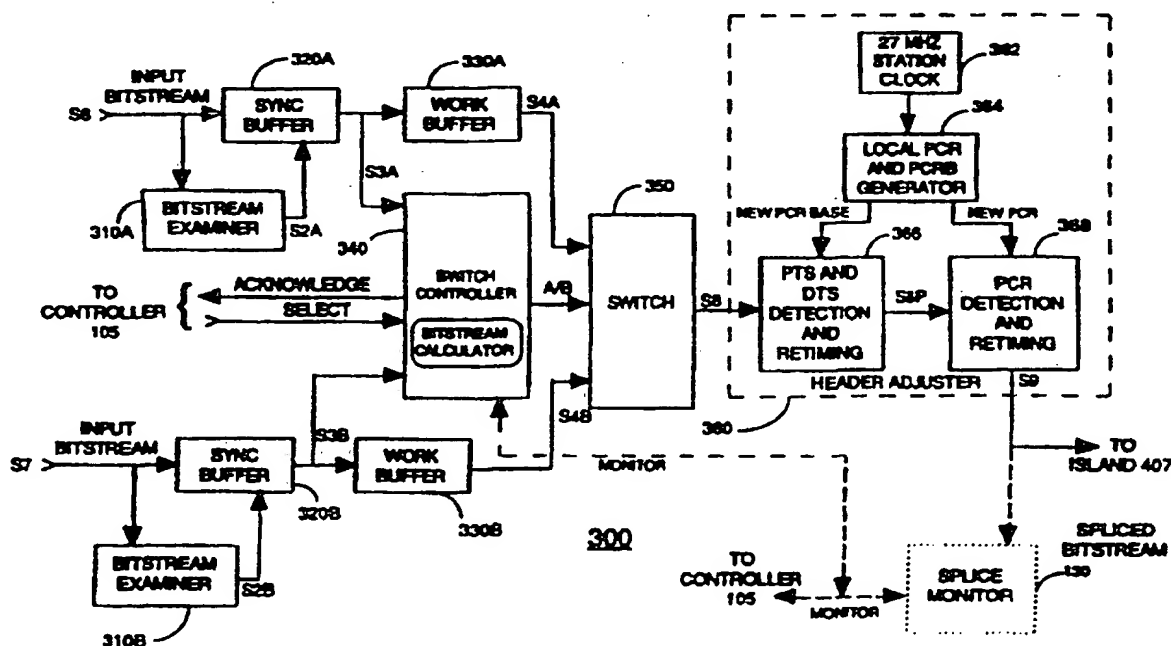 320A
INPUT
BITSTREAM
S6
SYNC
BUFFER
330A
WORK
BUFFER
S4A
S3A
BITSTREAM
EXAMINER
310A
S2A
340
ACKNOWLEDGE
SELECT
TO
CONTROLLER
105
SWITCH
CONTROLLER
BITSTREAM
CALCULATOR
A/B
350
SWITCH
S8
27 MHZ
STATION
CLOCK
362
364
LOCAL PCR
AND PCRB
GENERATOR
NEW PCR BASE
NEW PCR
366
368
PTS AND
DTS
DETECTION
AND
RETIMING
S8P
PCR
DETECTION
AND
RETIMING
HEADER ADJUSTER
S9
360
S4B
S3B
INPUT
BITSTREAM
S7
SYNC
BUFFER
320B
WORK
BUFFER
330B
MONITOR
TO
ISLAND 407
BITSTREAM
EXAMINER
S2B
310B
300
TO
CONTROLLER
105
MONITOR
SPLICE
MONITOR
SPLICED
BITSTREAM
130